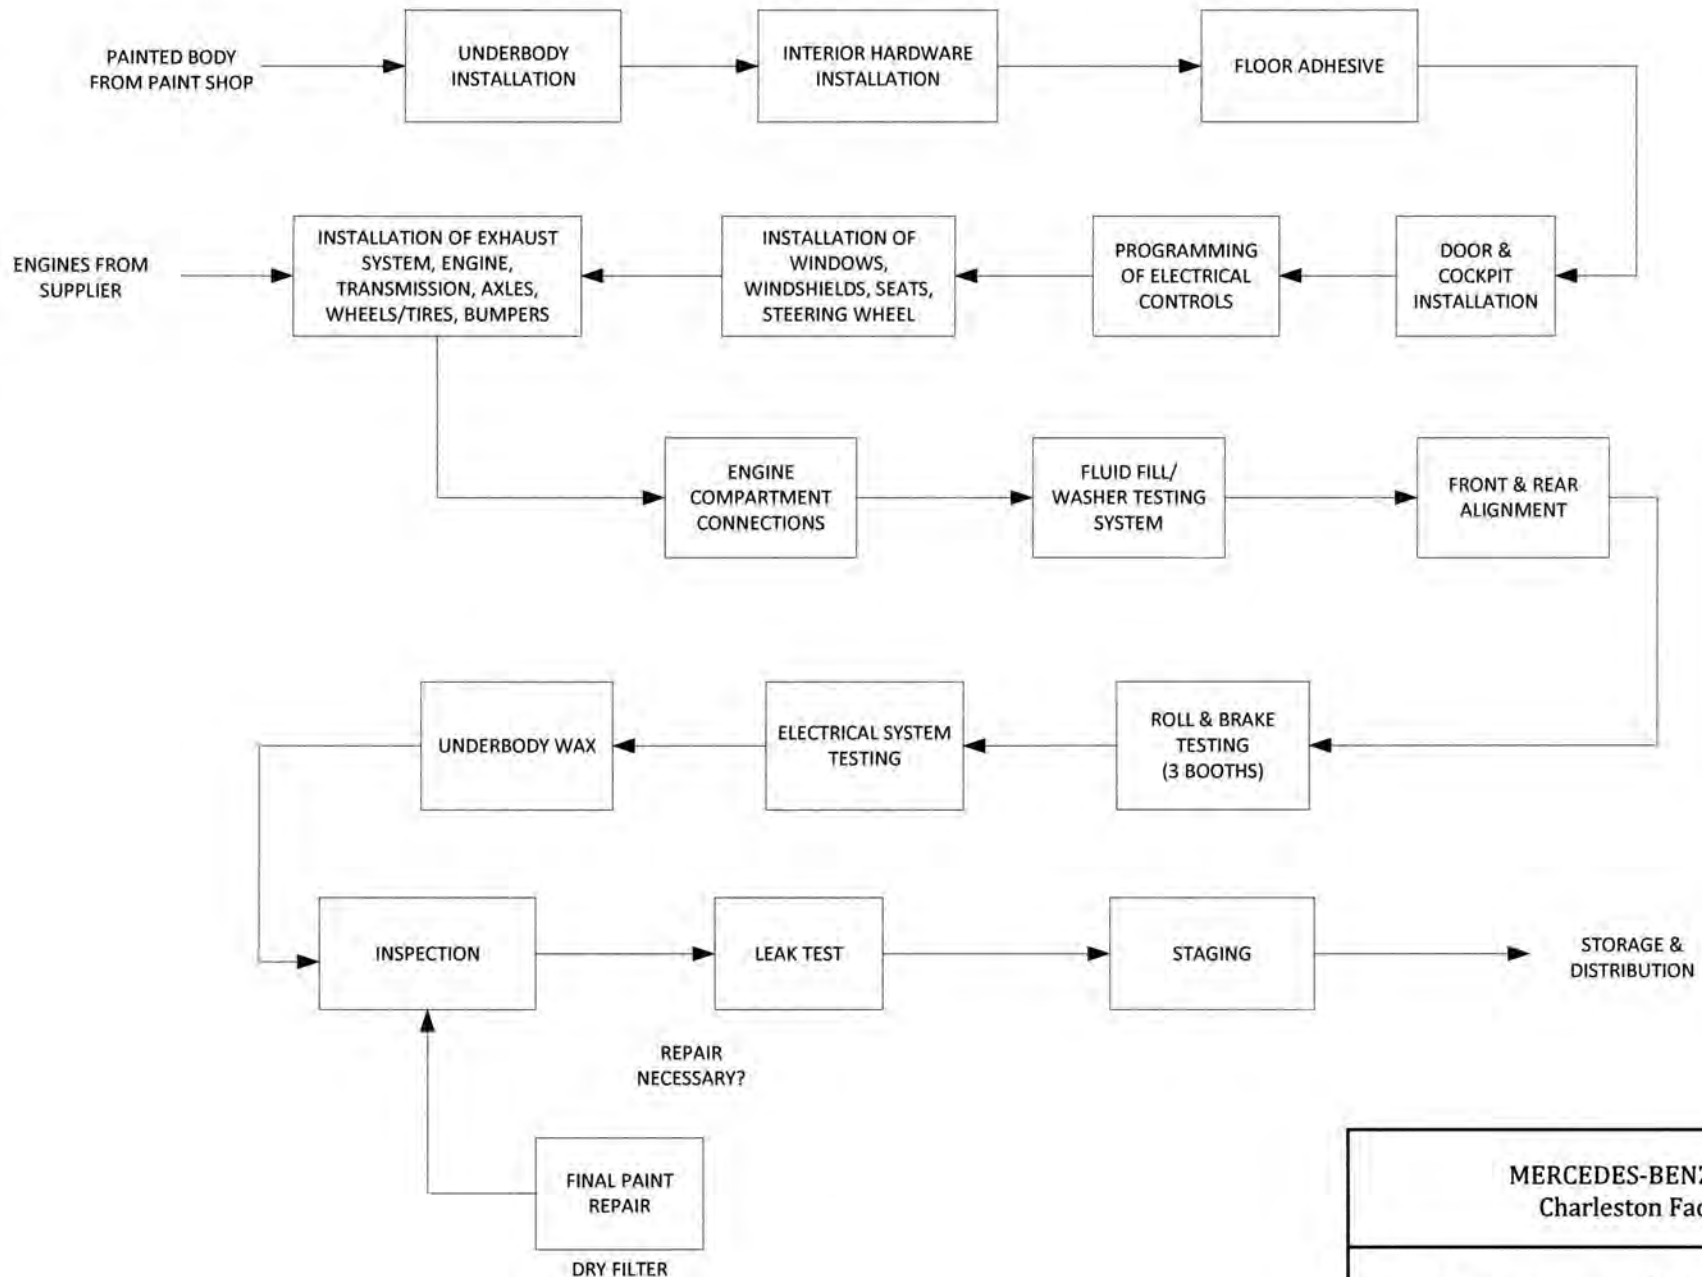 PAINTED BODY
FROM PAINT SHOP
UNDERBODY
INSTALLATION
INTERIOR HARDWARE
INSTALLATION
FLOOR ADHESIVE
ENGINES FROM
SUPPLIER
INSTALLATION OF EXHAUST
SYSTEM, ENGINE,
TRANSMISSION, AXLES,
WHEELS/TIRES, BUMPERS
INSTALLATION OF
WINDOWS,
WINDSHIELDS, SEATS,
STEERING WHEEL
PROGRAMMING
OF ELECTRICAL
CONTROLS
DOOR &
COCKPIT
INSTALLATION
ENGINE
COMPARTMENT
CONNECTIONS
FLUID FILL/
WASHER TESTING
SYSTEM
FRONT & REAR
ALIGNMENT
UNDERBODY WAX
ELECTRICAL SYSTEM
TESTING
ROLL & BRAKE
TESTING
(3 BOOTHS)
INSPECTION
LEAK TEST
STAGING
STORAGE &
DISTRIBUTION
REPAIR
NECESSARY?
FINAL PAINT
REPAIR
DRY FILTER
MERCEDES-BENZ
Charleston